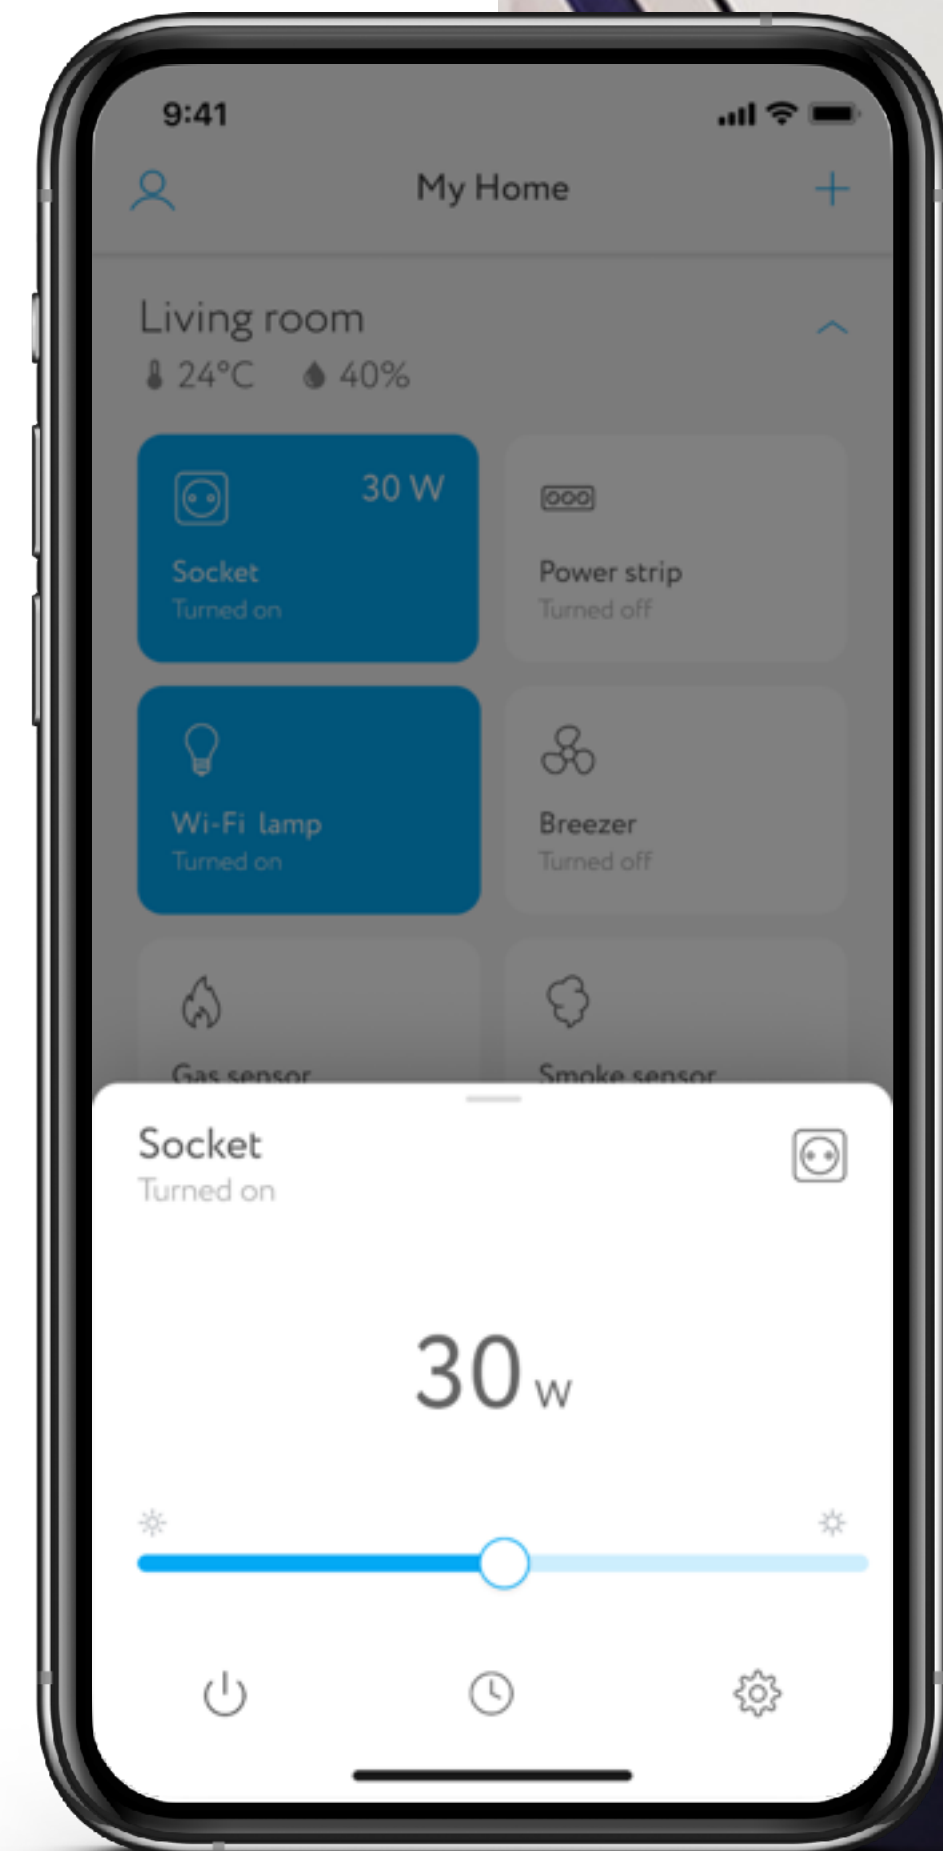 9:41
My Home
Living room
24°C 40%
30 W
Socket
Turned on
Power strip
Turned off
Wi-Fi lamp
Turned on
Breezer
Turned off
Gas sensor
Smoke sensor
Socket
Turned on
30 W